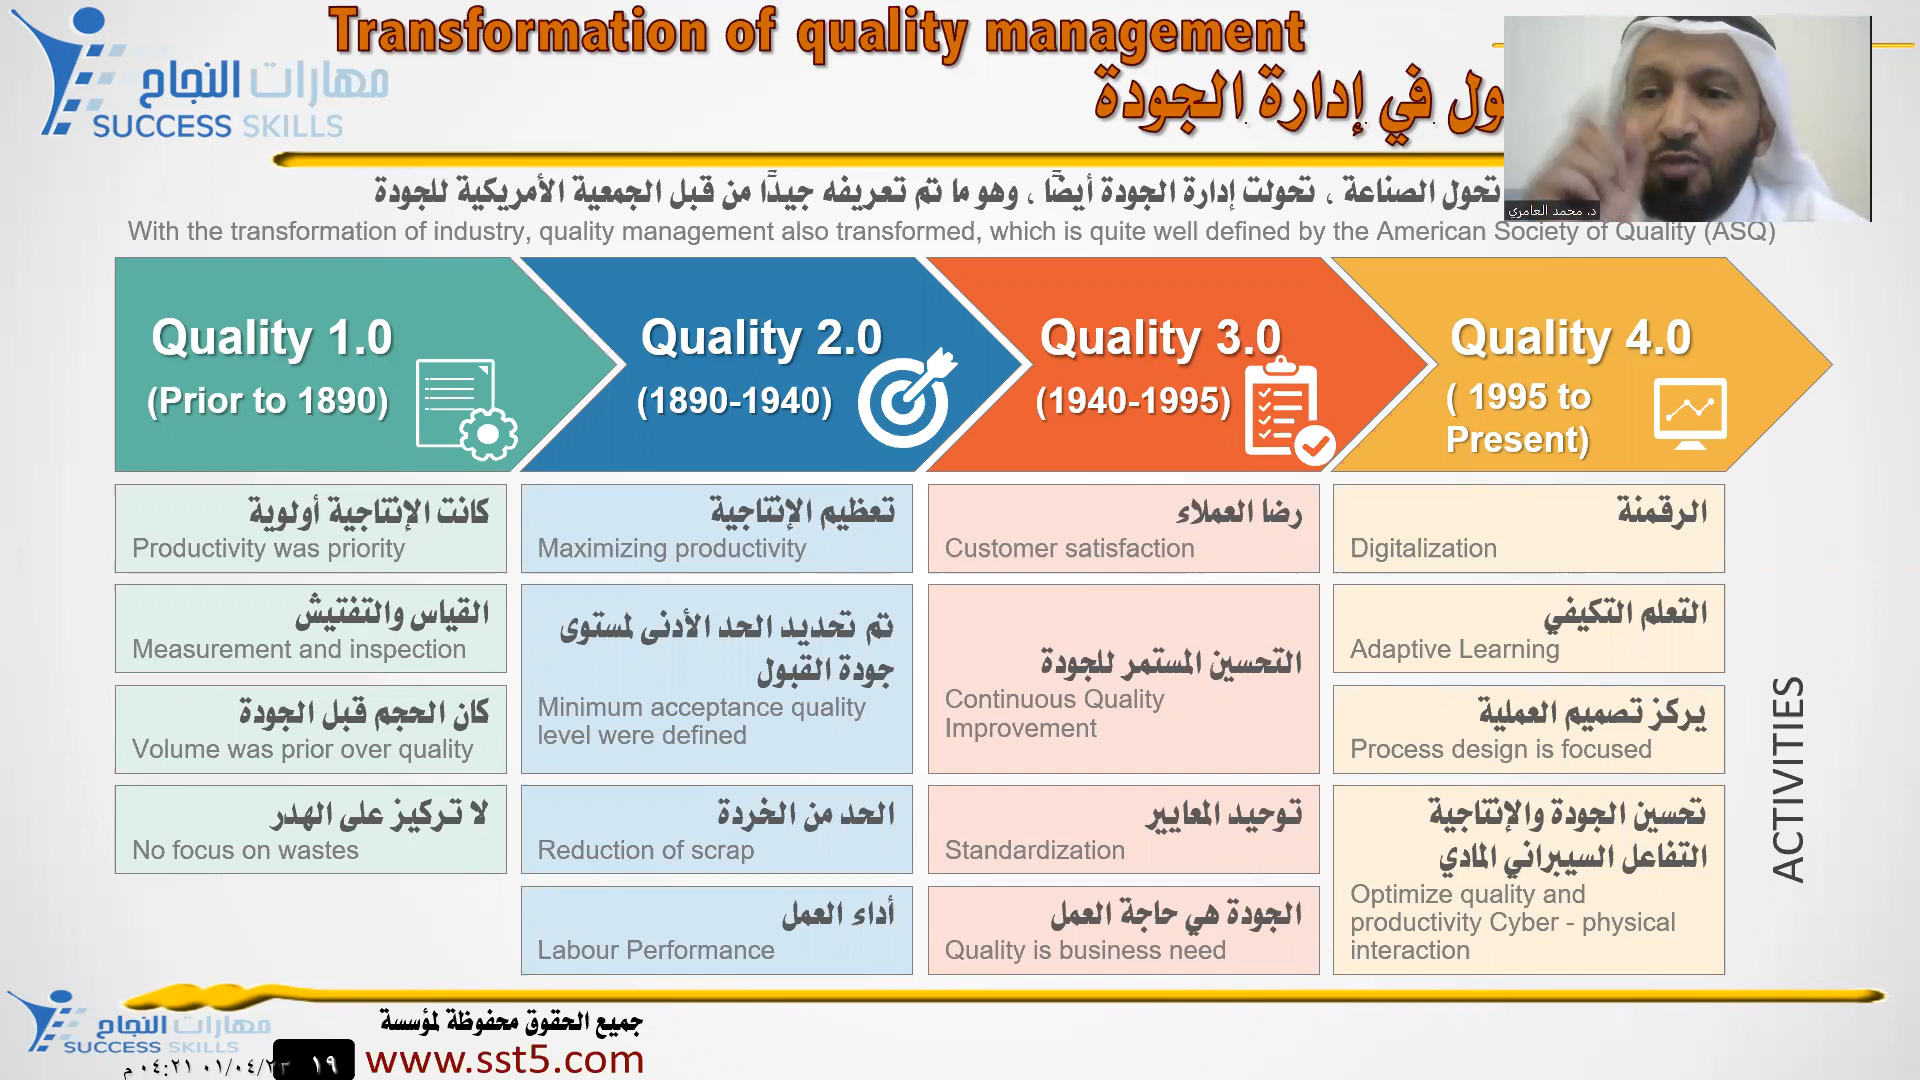 Transformation of quality management
ول في إدارة الجودة
مهارات النجاح
SUCCESS SKILLS
تحول الصناعة ، تحولت إدارة الجودة أيضًا ، وهو ما تم تعريفه جيدًا من قبل الجمعية الأمريكية للجودة
د. محمد العامري
With the transformation of industry, quality management also transformed, which is quite well defined by the American Society of Quality (ASQ)
Quality 1.0
(Prior to 1890)
كانت الإنتاجية أولوية
Productivity was priority
القياس والتفتيش
Measurement and inspection
كان الحجم قبل الجودة
Volume was prior over quality
لا تركيز على الهدر
No focus on wastes
Quality 2.0
(1890-1940)
تعظيم الإنتاجية
Maximizing productivity
تم تحديد الحد الأدنى لمستوى
جودة القبول
Minimum acceptance quality
level were defined
الحد من الخردة
Reduction of scrap
أداء العمل
Labour Performance
Quality 3.0
(1940-1995)
رضا العملاء
Customer satisfaction
التحسين المستمر للجودة
Continuous Quality
Improvement
توحيد المعايير
Standardization
الجودة هي حاجة العمل
Quality is business need
Quality 4.0
( 1995 to
Present)
الرقمنة
Digitalization
التعلم التكيفي
Adaptive Learning
يركز تصميم العملية
Process design is focused
تحسين الجودة والإنتاجية
التفاعل السيبراني المادي
Optimize quality and
productivity Cyber - physical
interaction
ACTIVITIES
جميع الحقوق محفوظة لمؤسسة
www.sst5.com
مهارات النجاح
SUCCESS SKILLS
١٩
٠٤:٢١ م